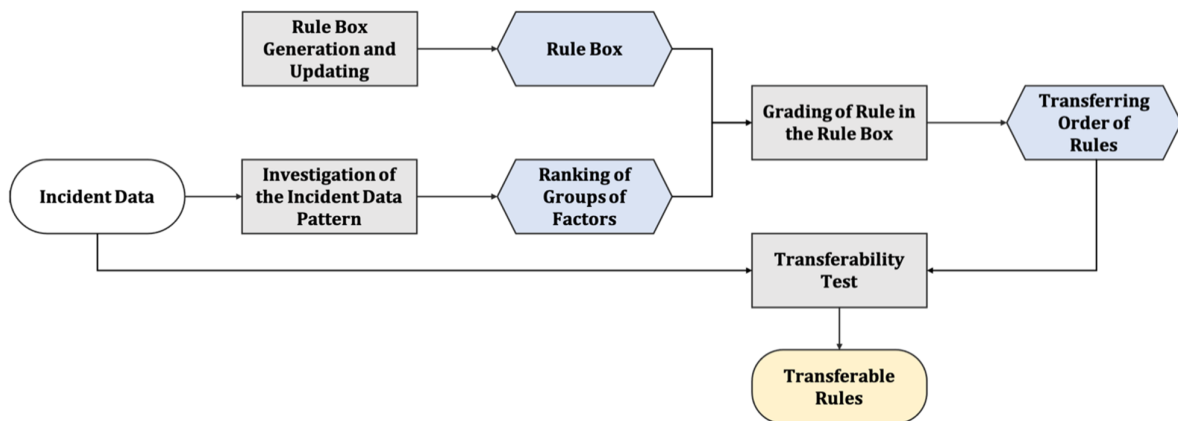 Rule Box
Generation and
Updating
Rule Box
Grading of Rule in
the Rule Box
Transferring
Order of
Rules
Incident Data
Investigation of
the Incident Data
Pattern
Ranking of
Groups of
Factors
Transferability
Test
Transferable
Rules